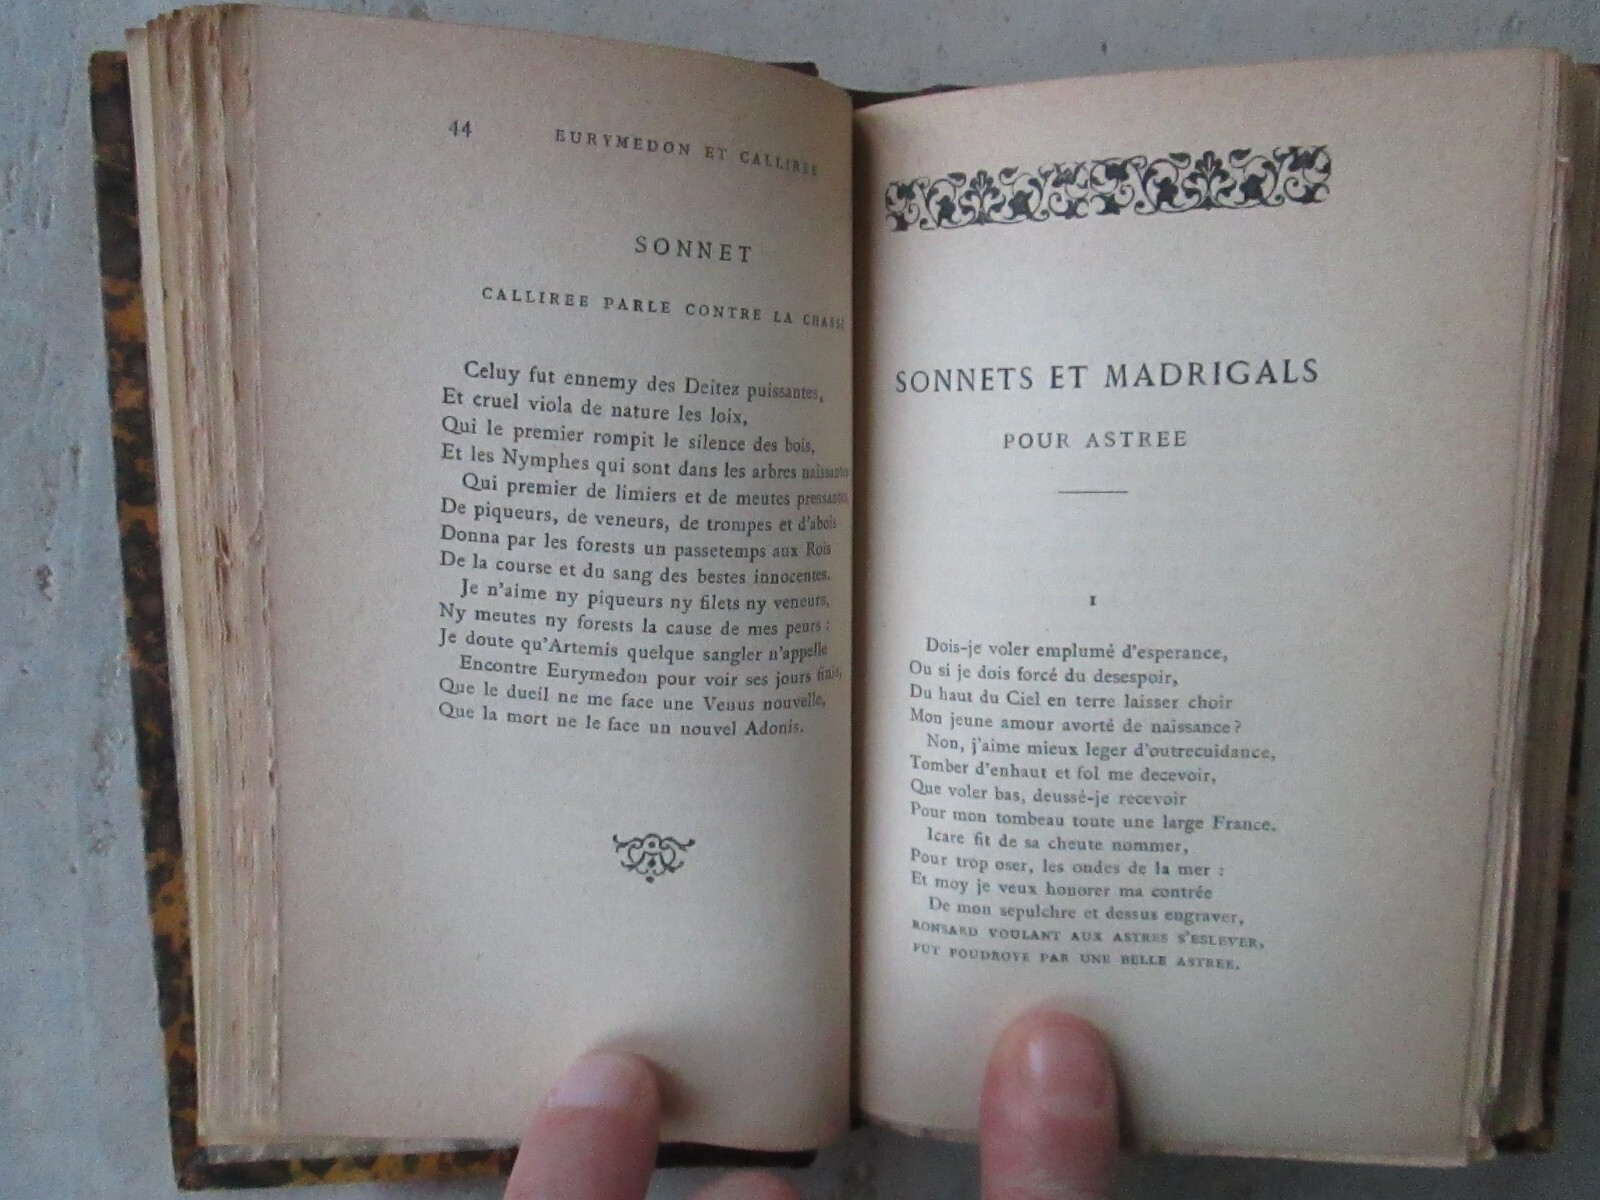 44 EURYMEDON ET CALLIREE
SONNET
CALLIREE PARLE CONTRE LA CHASSE
Celuy fut ennemy des Deitez puissantes,
Et cruel viola de nature les loix,
Qui le premier rompit le silence des bois,
Et les Nymphes qui sont dans les arbres naissantes
Qui premier de limiers et de meutes pressantes,
De piqueurs, de veneurs, de trompes et d'abois
Donna par les forests un passetemps aux Rois
De la course et du sang des bestes innocentes.
Je n'aime ny piqueurs ny filets ny veneurs,
Ny meutes ny forests la cause de mes peurs :
Je doute qu'Artemis quelque sangler n'appelle
Encontre Eurymedon pour voir ses jours finis,
Que le dueil ne me face une Venus nouvelle,
Que la mort ne le face un nouvel Adonis.
SONNETS ET MADRIGALS
POUR ASTREE
I
Dois-je voler emplumé d'esperance,
Ou si je dois forcé du desespoir,
Du haut du Ciel en terre laisser choir
Mon jeune amour avorté de naissance ?
Non, j'aime mieux leger d'outrecuidance,
Tomber d'enhaut et fol me decevoir,
Que voler bas, deussé-je recevoir
Pour mon tombeau toute une large France.
Icare fit de sa cheute nommer,
Pour trop oser, les ondes de la mer :
Et moy je veux honorer ma contrée
De mon sepulchre et dessus engraver,
RONSARD VOULANT AUX ASTRES S'ESLEVER,
FUT FOUDROYE PAR UNE BELLE ASTREE.